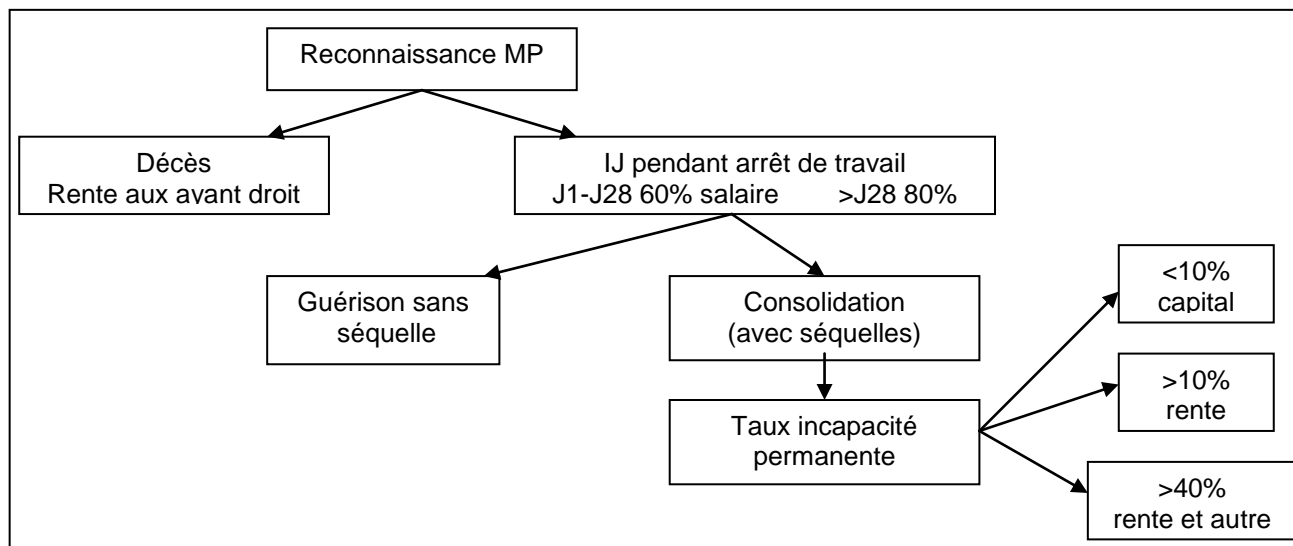 Reconnaissance MP
Décès
Rente aux ayant droit
IJ pendant arrêt de travail
J1-J28 60% salaire >J28 80%
Guérison sans
séquelle
Consolidation
(avec séquelles)
<10%
capital
>10%
rente
Taux incapacité
permanente
>40%
rente et autre